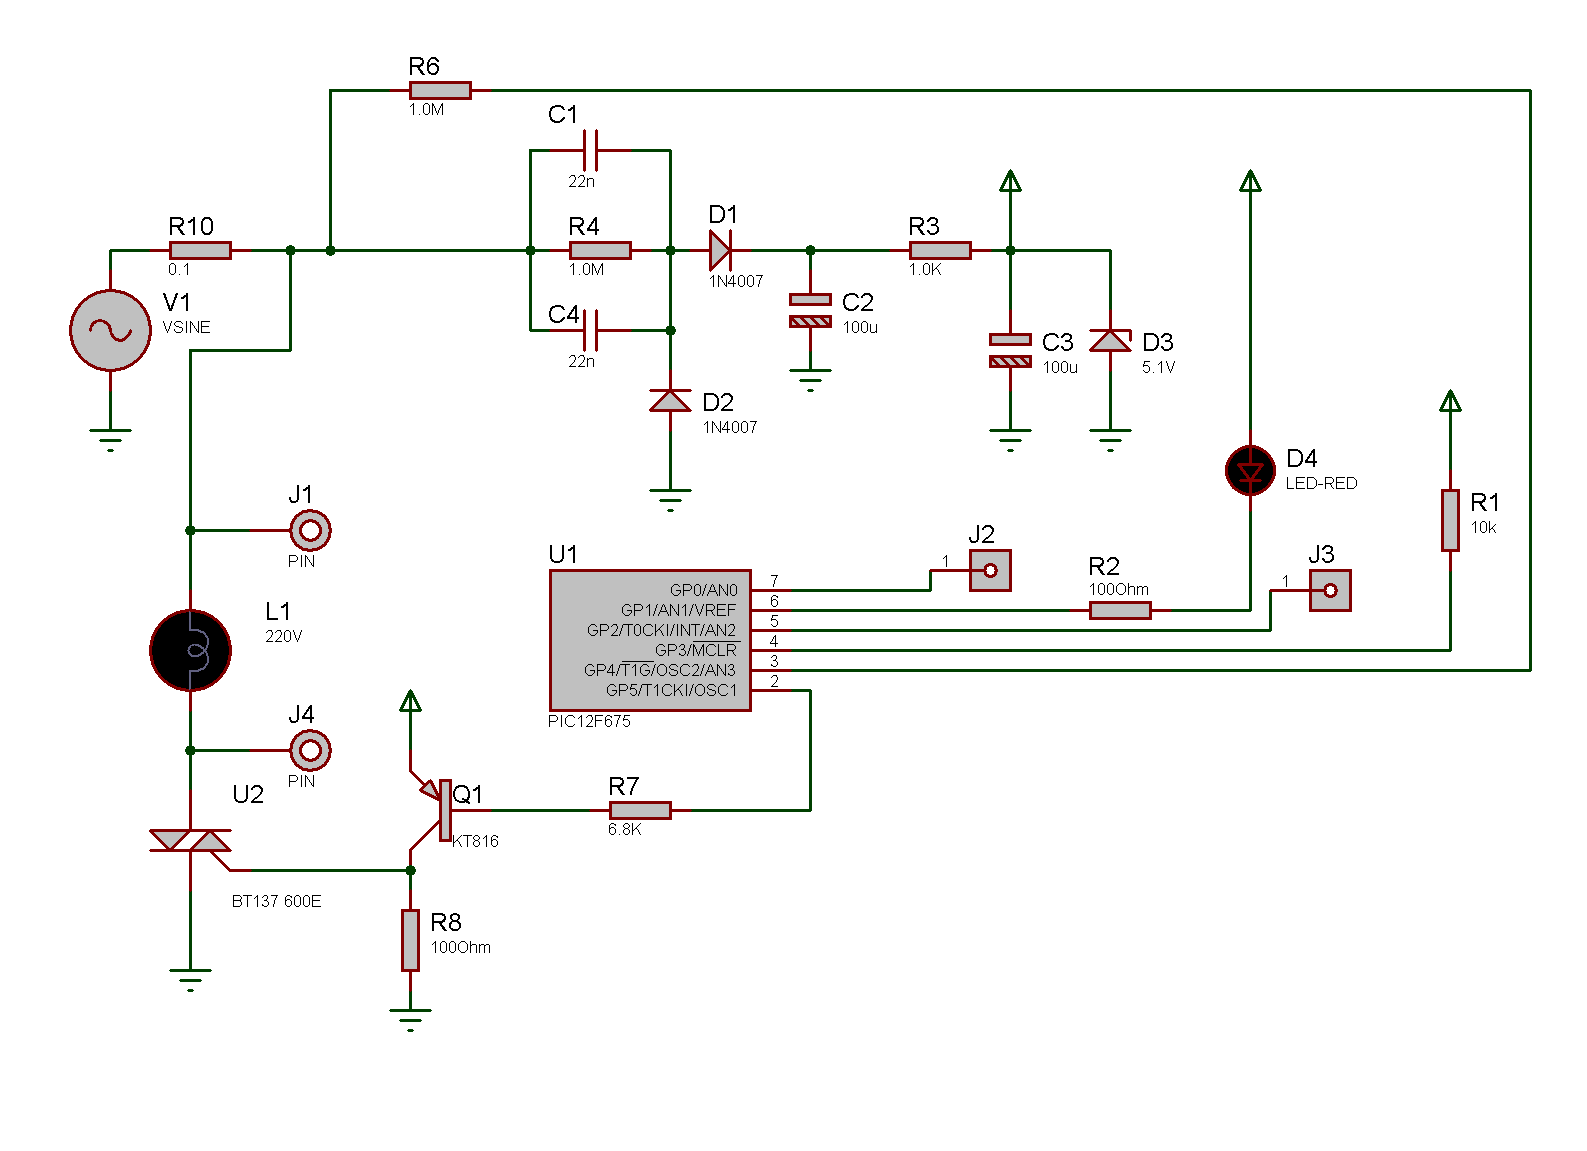 R6
1.0M
C1
22n
R10
0.1
R4
1.0M
D1
1N4007
R3
1.0K
V1
VSINE
C4
22n
C2
100u
C3
100u
D3
5.1V
D2
1N4007
D4
LED-RED
J1
PIN
R1
10k
U1
J2
1
J3
1
R2
100Ohm
GP0/AN0 7
GP1/AN1/VREF 6
GP2/T0CKI/INT/AN2 5
GP3/MCLR 4
GP4/T1G/OSC2/AN3 3
GP5/T1CKI/OSC1 2
PIC12F675
L1
220V
J4
PIN
U2
Q1
KT816
R7
6.8K
BT137 600E
R8
100Ohm